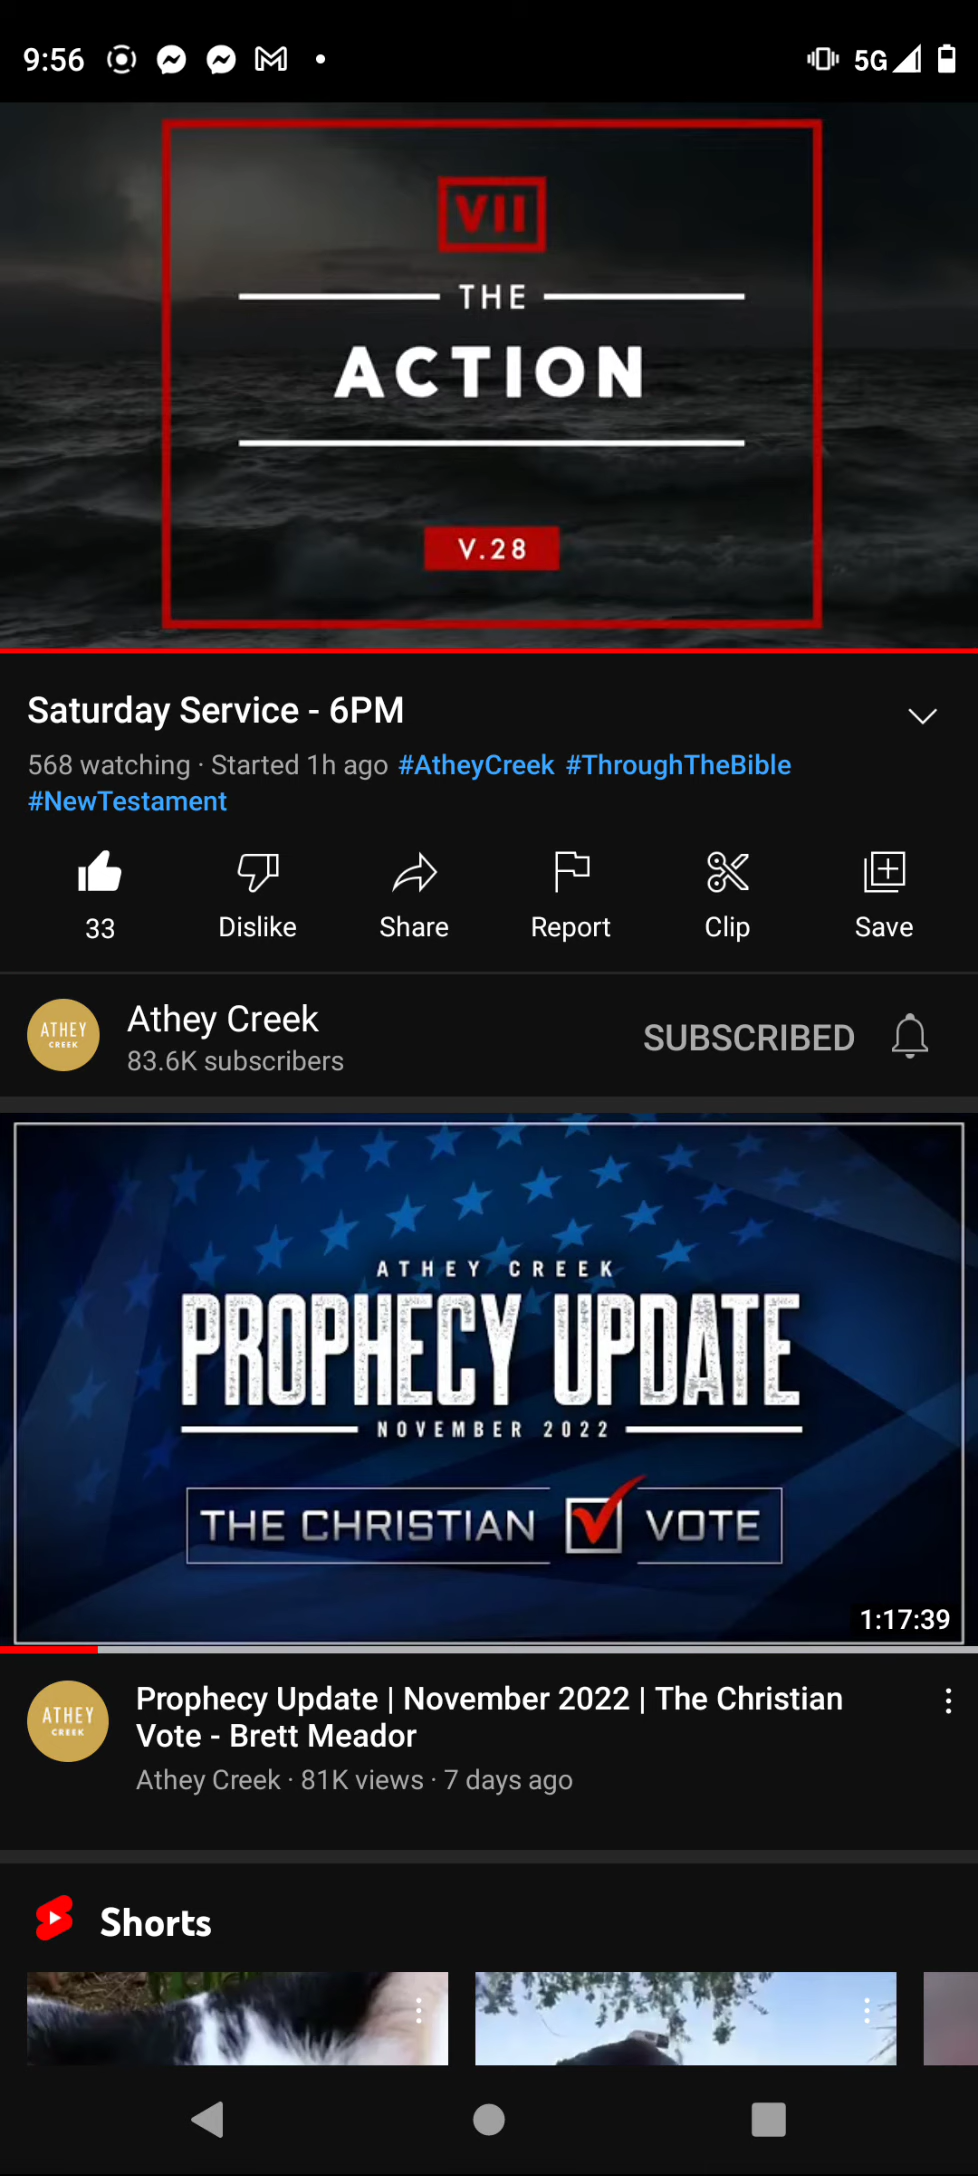 9:56
5G
VII
THE
ACTION
V.28
Saturday Service - 6PM
568 watching · Started 1h ago #AtheyCreek #ThroughTheBible
#NewTestament
33 Dislike Share Report Clip Save
ATHEY
CREEK
Athey Creek
83.6K subscribers
SUBSCRIBED
ATHEY CREEK
PROPHECY UPDATE
NOVEMBER 2022
THE CHRISTIAN VOTE
1:17:39
ATHEY
CREEK
Prophecy Update | November 2022 | The Christian
Vote - Brett Meador
Athey Creek · 81K views · 7 days ago
Shorts